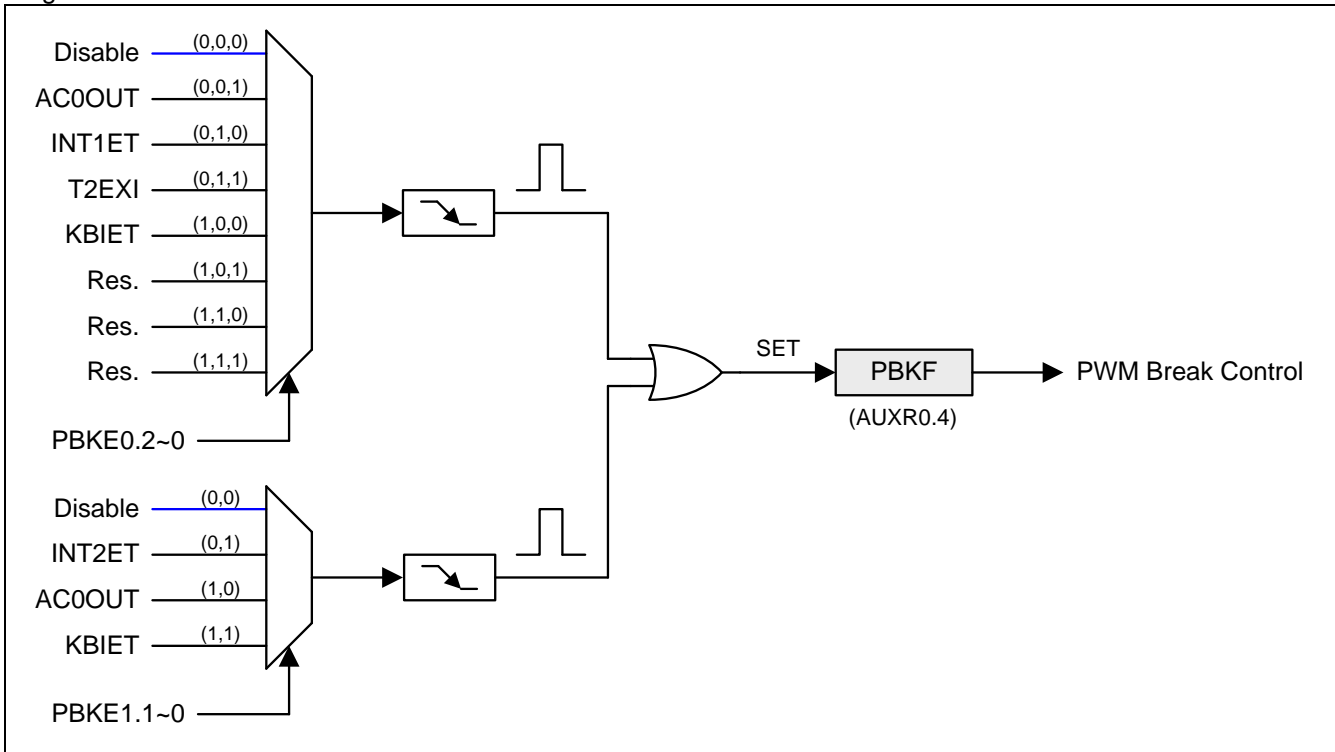 Disable (0,0,0)
AC0OUT (0,0,1)
INT1ET (0,1,0)
T2EXI (0,1,1)
KBIET (1,0,0)
Res. (1,0,1)
Res. (1,1,0)
Res. (1,1,1)
PBKE0.2~0
SET
PBKF
PWM Break Control
(AUXR0.4)
Disable (0,0)
INT2ET (0,1)
AC0OUT (1,0)
KBIET (1,1)
PBKE1.1~0